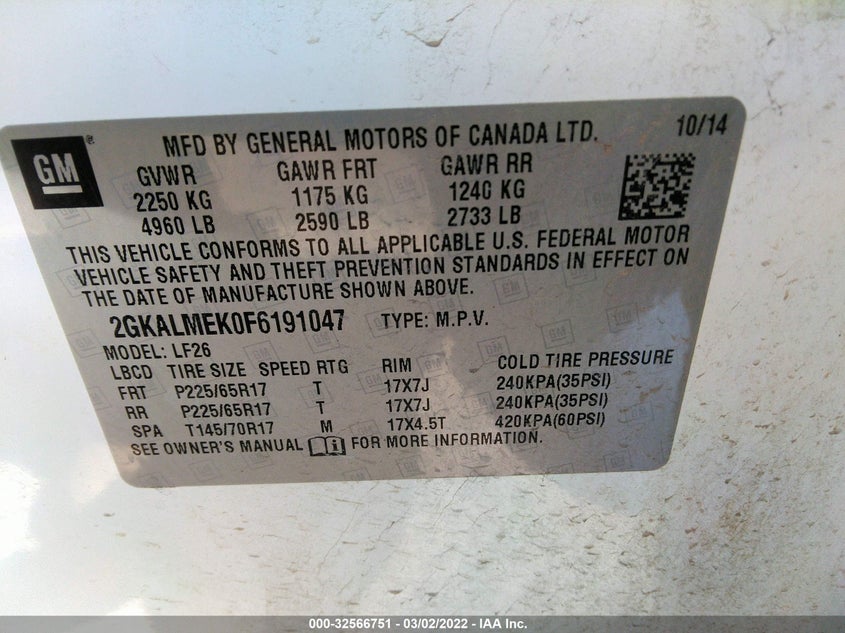 GM ®
MFD BY GENERAL MOTORS OF CANADA LTD. 10/14
GVWR GAWR FRT GAWR RR
2250 KG 1175 KG 1240 KG
4960 LB 2590 LB 2733 LB
THIS VEHICLE CONFORMS TO ALL APPLICABLE U.S. FEDERAL MOTOR
VEHICLE SAFETY AND THEFT PREVENTION STANDARDS IN EFFECT ON
THE DATE OF MANUFACTURE SHOWN ABOVE.
2GKALMEK0F6191047 TYPE: M.P.V.
MODEL: LF26
LBCD TIRE SIZE SPEED RTG RIM COLD TIRE PRESSURE
FRT P225/65R17 T 17X7J 240KPA(35PSI)
RR P225/65R17 T 17X7J 240KPA(35PSI)
SPA T145/70R17 M 17X4.5T 420KPA(60PSI)
SEE OWNER'S MANUAL FOR MORE INFORMATION.
000-32566751 - 03/02/2022 - IAA Inc.